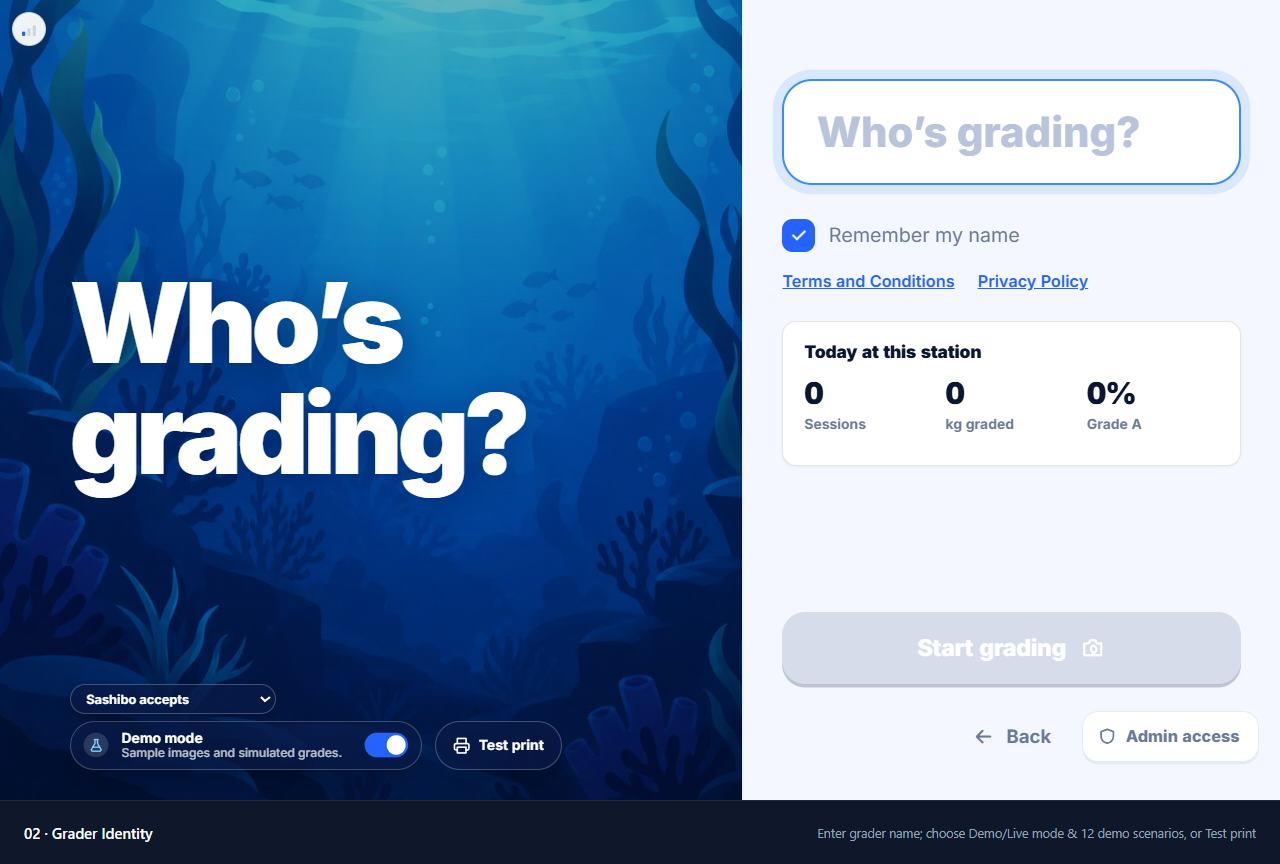 Who’s
grading?
Sashibo accepts
Demo mode
Sample images and simulated grades.
Test print
Who’s grading?
Remember my name
Terms and Conditions Privacy Policy
Today at this station
0 0 0%
Sessions kg graded Grade A
Start grading
Back Admin access
02 · Grader Identity
Enter grader name; choose Demo/Live mode & 12 demo scenarios, or Test print